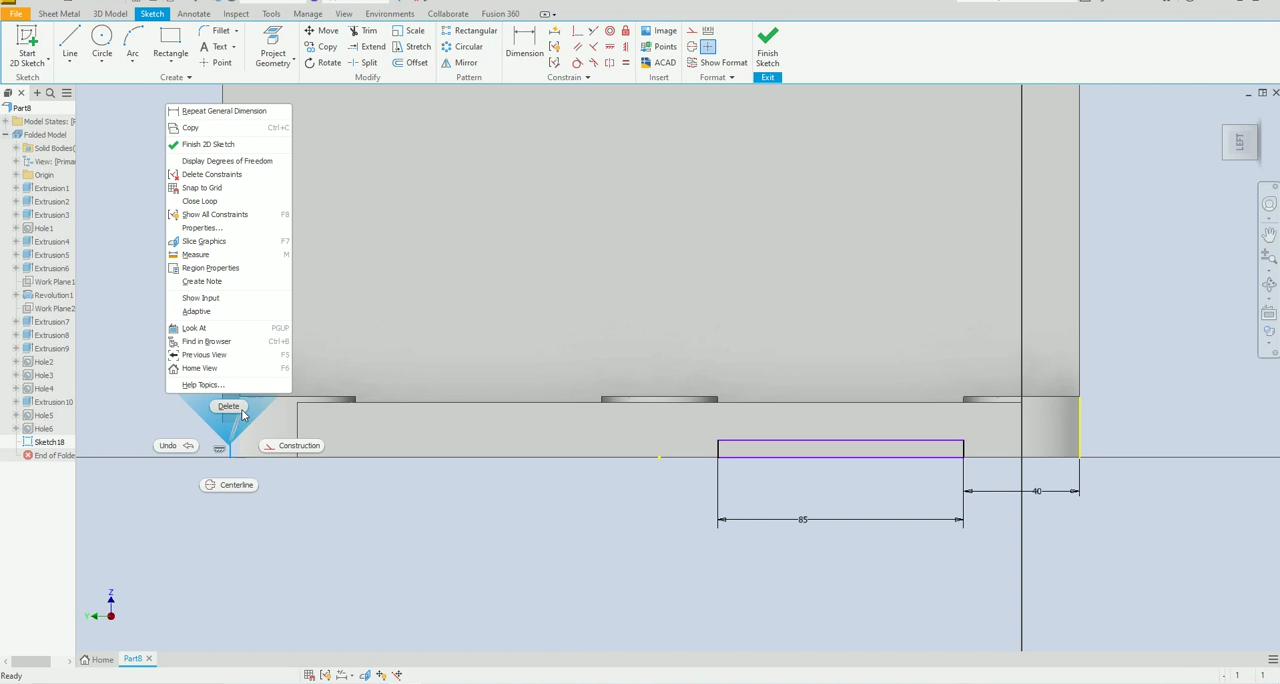 File Sheet Metal 3D Model Sketch Annotate Inspect Tools Manage View Environments Collaborate Fusion 360
Start
2D Sketch
Line
Circle
Arc
Rectangle
Fillet
Text
Point
Project
Geometry
Move
Copy
Rotate
Trim
Extend
Split
Scale
Stretch
Offset
Rectangular
Circular
Mirror
Dimension
Image
Points
ACAD
Show Format
Finish
Sketch
Sketch
Create
Modify
Pattern
Constrain
Insert
Format
Exit
Part8
Model States: [
Folded Model
Solid Bodies(
View: [Prima
Origin
Extrusion1
Extrusion2
Extrusion3
Hole1
Extrusion4
Extrusion5
Extrusion6
Work Plane1
Revolution1
Work Plane2
Extrusion7
Extrusion8
Extrusion9
Hole2
Hole3
Hole4
Extrusion10
Hole5
Hole6
Sketch18
End of Folde
Repeat General Dimension
Copy Ctrl+C
Finish 2D Sketch
Display Degrees of Freedom
Delete Constraints
Snap to Grid
Close Loop
Show All Constraints F8
Properties...
Slice Graphics F7
Measure M
Region Properties
Create Note
Show Input
Adaptive
Look At PGUP
Find in Browser Ctrl+B
Previous View F5
Home View F6
Help Topics...
Delete
Undo
Construction
Centerline
LEFT
40
85
Z
Y
Home
Part8
Ready
1
1